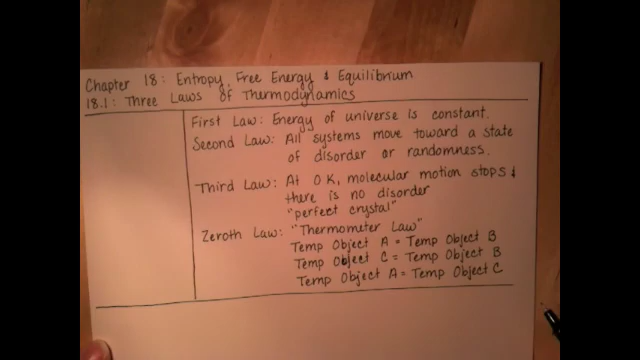 Chapter 18: Entropy, Free Energy & Equilibrium
18.1: Three Laws of Thermodynamics
First Law: Energy of universe is constant.
Second Law: All systems move toward a state
of disorder or randomness.
Third Law: At 0 K, molecular motion stops &
there is no disorder
"perfect crystal"
Zeroth Law: "Thermometer Law"
Temp Object A = Temp Object B
Temp Object C = Temp Object B
Temp Object A = Temp Object C